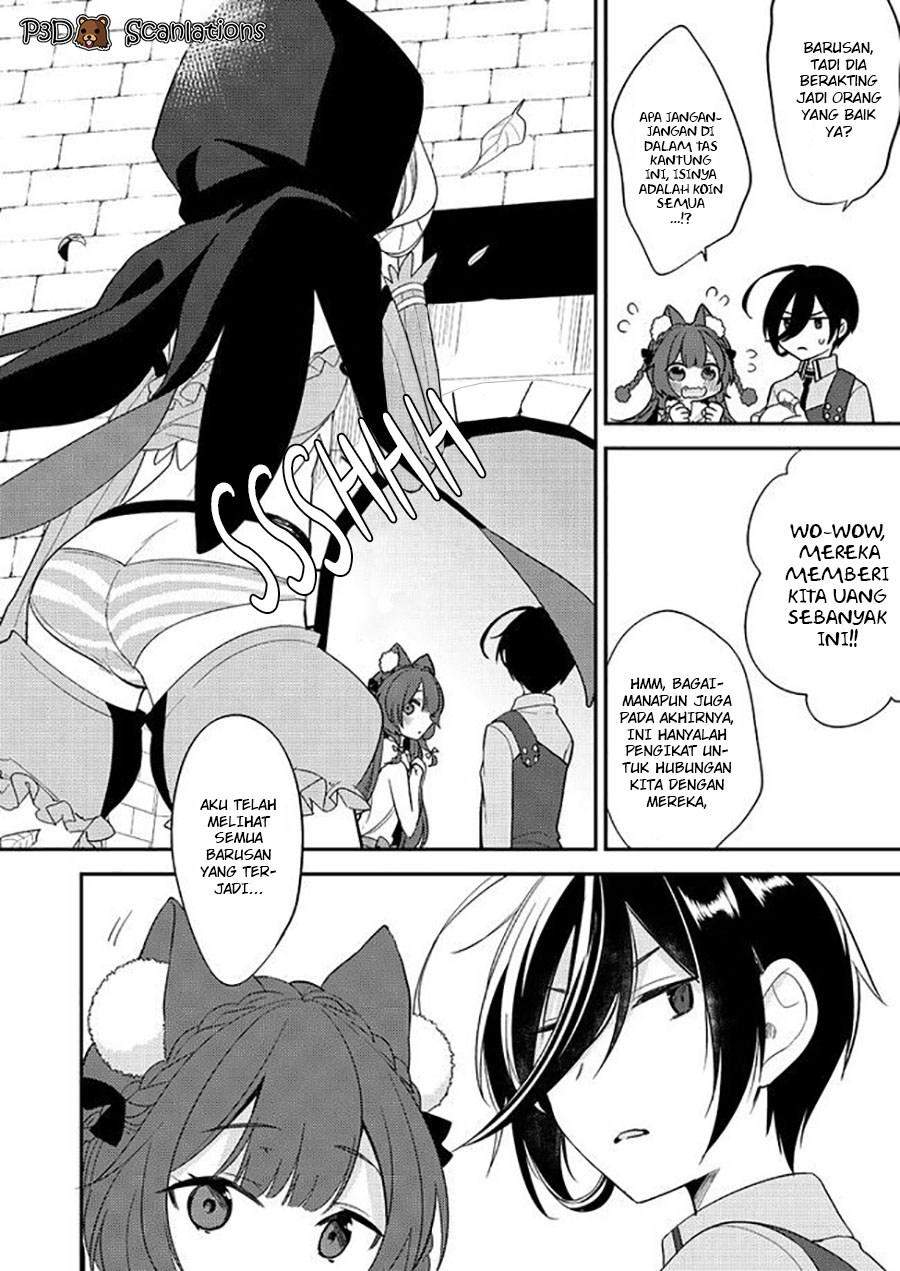 P3D Scanlations
BARUSAN,
TADI DIA
BERAKTING
JADI ORANG
YANG BAIK
YA?
APA JANGAN-
JANGAN DI
DALAM TAS
KANTUNG
INI, ISINYA
ADALAH KOIN
SEMUA
...!?
WO-WOW,
MEREKA
MEMBERI
KITA UANG
SEBANYAK
INI!!
HMM, BAGAI-
MANAPUN JUGA
PADA AKHIRNYA,
INI HANYALAH
PENGIKAT UN-
TUK HUBUNGAN
KITA DENGAN
MEREKA,
SSSSHHHH
AKU TELAH
MELIHAT
SEMUA
BARUSAN
YANG TER-
JADI...